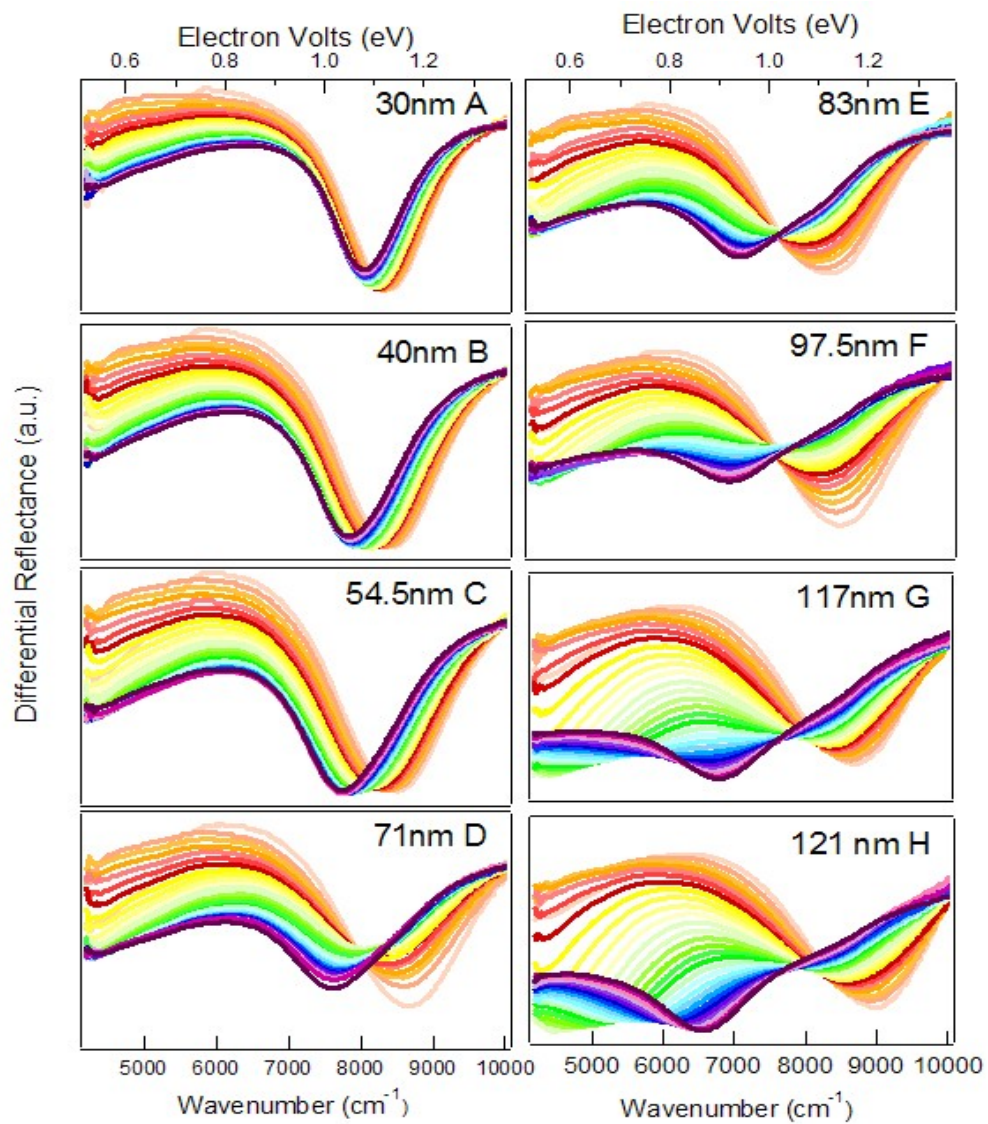 Electron Volts (eV)
0.6 0.8 1.0 1.2
Electron Volts (eV)
0.6 0.8 1.0 1.2
30nm A
83nm E
40nm B
97.5nm F
54.5nm C
117nm G
71nm D
121 nm H
Differential Reflectance (a.u.)
5000 6000 7000 8000 9000 10000
Wavenumber (cm⁻¹)
5000 6000 7000 8000 9000 10000
Wavenumber (cm⁻¹)